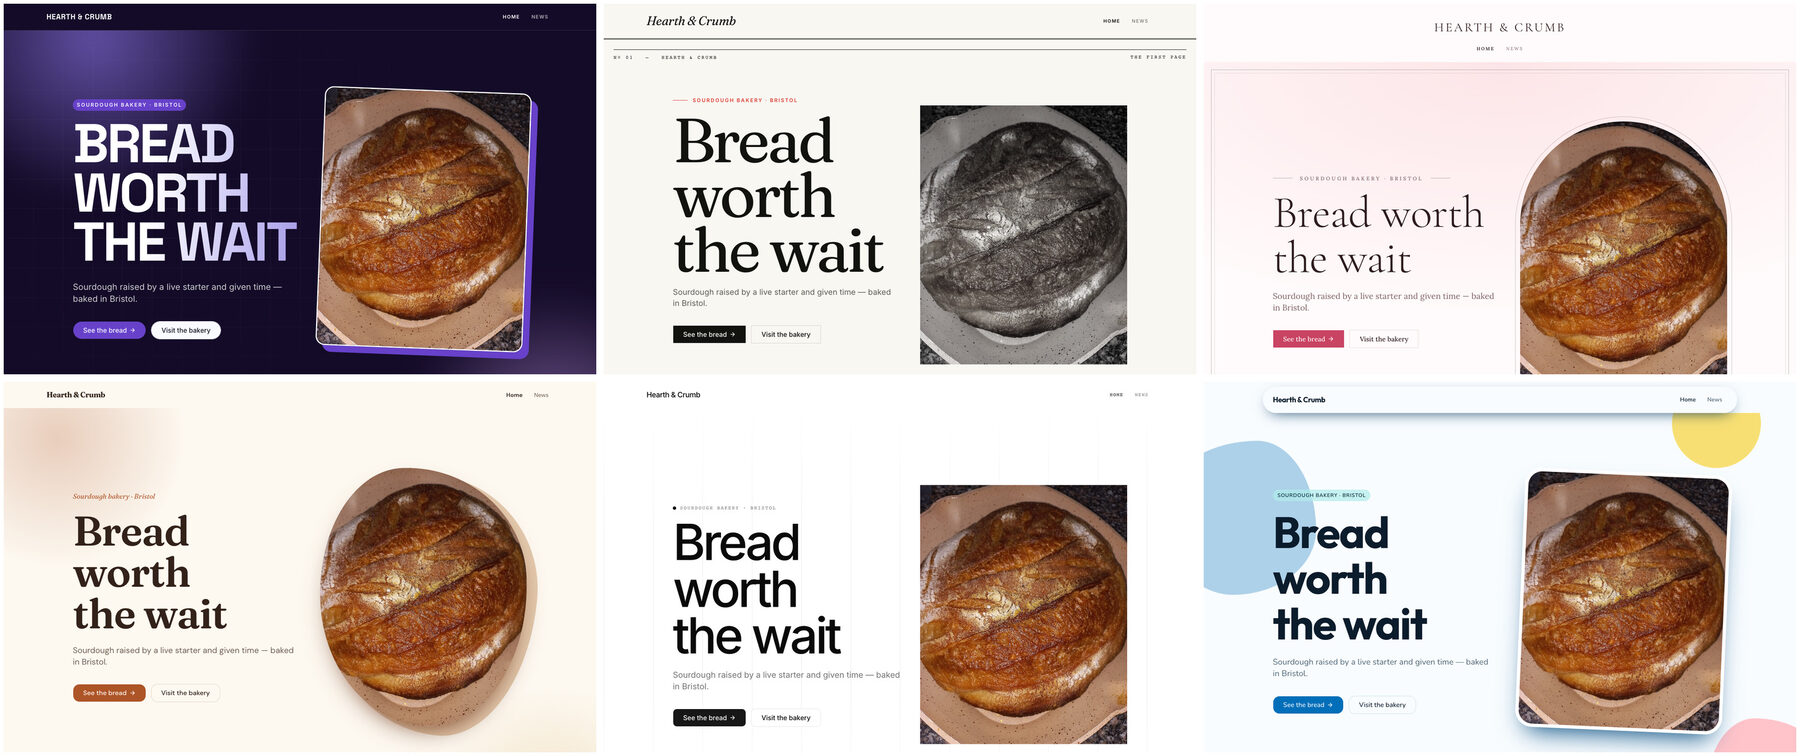 HEARTH & CRUMB
HOME NEWS
SOURDOUGH BAKERY · BRISTOL
BREAD
WORTH
THE WAIT
Sourdough raised by a live starter and given time —
baked in Bristol.
See the bread → Visit the bakery
Hearth & Crumb
HOME NEWS
Nº 01 — HEARTH & CRUMB THE FIRST PAGE
SOURDOUGH BAKERY · BRISTOL
Bread
worth
the wait
Sourdough raised by a live starter and given time — baked
in Bristol.
See the bread → Visit the bakery
HEARTH & CRUMB
HOME NEWS
SOURDOUGH BAKERY · BRISTOL
Bread worth
the wait
Sourdough raised by a live starter and given time — baked
in Bristol.
See the bread → Visit the bakery
Hearth & Crumb
Home News
Sourdough bakery · Bristol
Bread
worth
the wait
Sourdough raised by a live starter and given time — baked
in Bristol.
See the bread → Visit the bakery
Hearth & Crumb
HOME NEWS
SOURDOUGH BAKERY · BRISTOL
Bread
worth
the wait
Sourdough raised by a live starter and given time — baked
in Bristol.
See the bread → Visit the bakery
Hearth & Crumb
Home News
SOURDOUGH BAKERY · BRISTOL
Bread
worth
the wait
Sourdough raised by a live starter and given time — baked
in Bristol.
See the bread → Visit the bakery